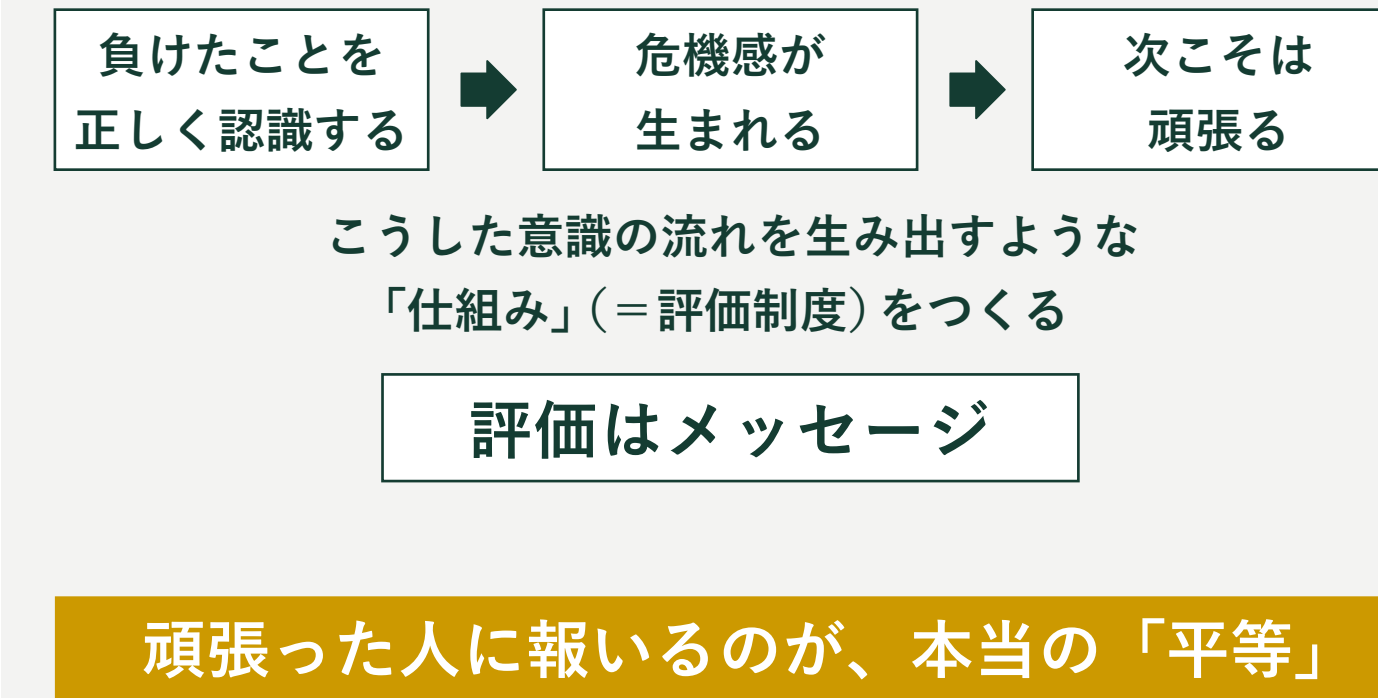 負けたことを
正しく認識する
危機感が
生まれる
次こそは
頑張る
こうした意識の流れを生み出すような
「仕組み」(=評価制度)をつくる
評価はメッセージ
頑張った人に報いるのが、本当の「平等」